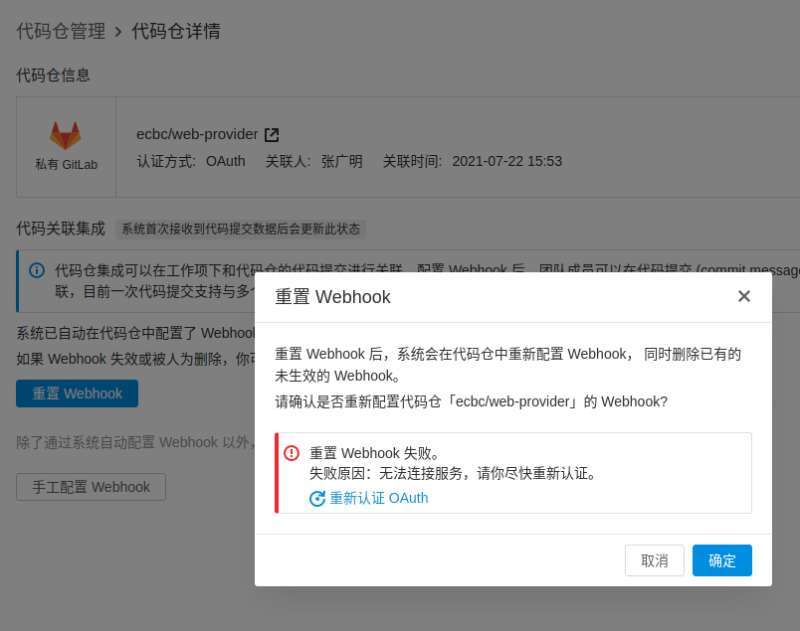 代码仓管理 > 代码仓详情
代码仓信息
ecbc/web-provider
私有 GitLab
认证方式: OAuth 关联人: 张广明 关联时间: 2021-07-22 15:53
代码关联集成 系统首次接收到代码提交数据后会更新此状态
代码仓集成可以在工作项下和代码仓的代码提交进行关联，配置 Webhook 后，团队成员可以在代码提交 (commit message
联，目前一次代码提交支持与多个
系统已自动在代码仓中配置了 Webhook
如果 Webhook 失效或被人为删除，你可
重置 Webhook
除了通过系统自动配置 Webhook 以外，
手工配置 Webhook
重置 Webhook
重置 Webhook 后，系统会在代码仓中重新配置 Webhook， 同时删除已有的
未生效的 Webhook。
请确认是否重新配置代码仓「ecbc/web-provider」的 Webhook?
重置 Webhook 失败。
失败原因：无法连接服务，请你尽快重新认证。
重新认证 OAuth
取消 确定